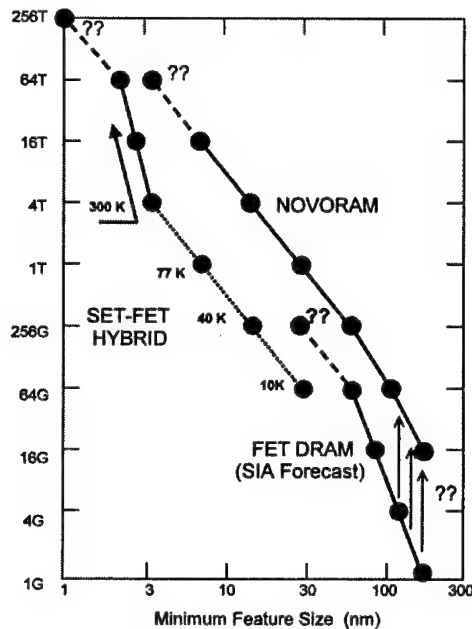 256T
??
??
64T
16T
300 K
4T
NOVORAM
77 K
1T
SET-FET
HYBRID
40 K
??
256G
10K
64G
FET DRAM
(SIA Forecast)
16G
??
4G
1G
1
3
10
30
100
300
Minimum Feature Size (nm)